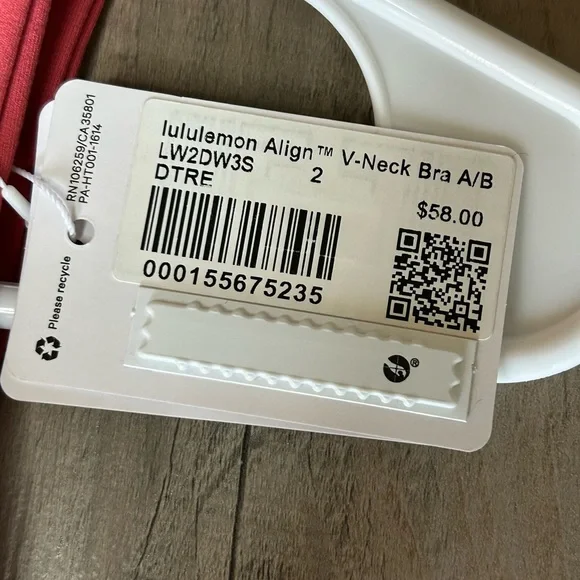 RN106259/CA35801
PA-HT001-1614
lululemon Align™ V-Neck Bra A/B
LW2DW3S 2
DTRE
$58.00
000155675235
Please recycle
®